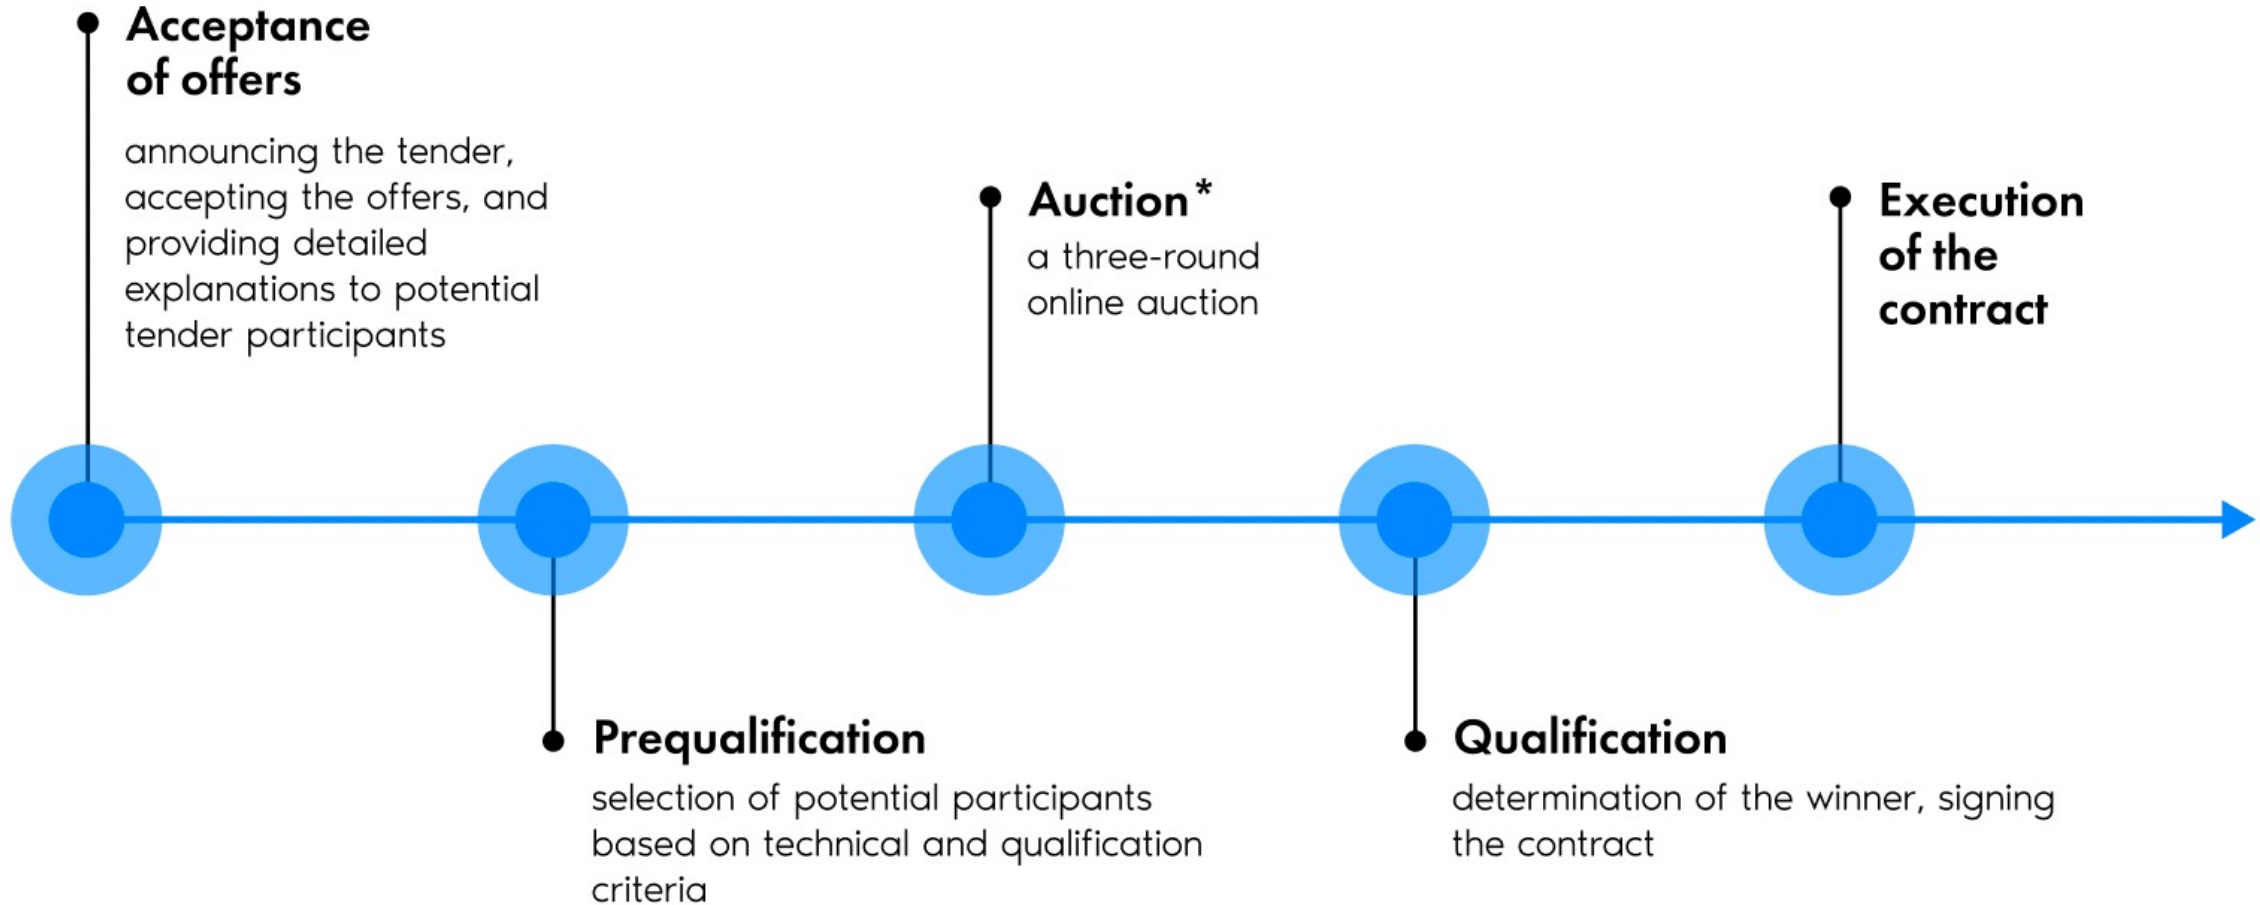 Acceptance
of offers
announcing the tender,
accepting the offers, and
providing detailed
explanations to potential
tender participants
Prequalification
selection of potential participants
based on technical and qualification
criteria
Auction*
a three-round
online auction
Qualification
determination of the winner, signing
the contract
Execution
of the
contract